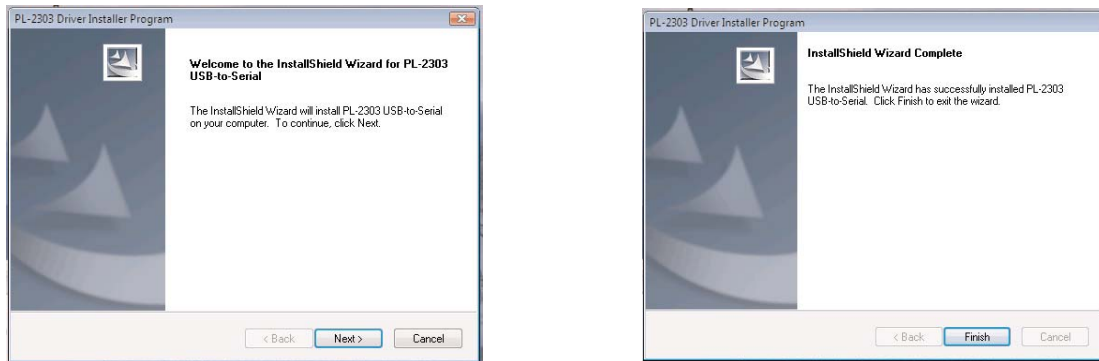 PL-2303 Driver Installer Program
Welcome to the InstallShield Wizard for PL-2303
USB-to-Serial
The InstallShield Wizard will install PL-2303 USB-to-Serial
on your computer. To continue, click Next.
< Back Next > Cancel
PL-2303 Driver Installer Program
InstallShield Wizard Complete
The InstallShield Wizard has successfully installed PL-2303
USB-to-Serial. Click Finish to exit the wizard.
< Back Finish Cancel